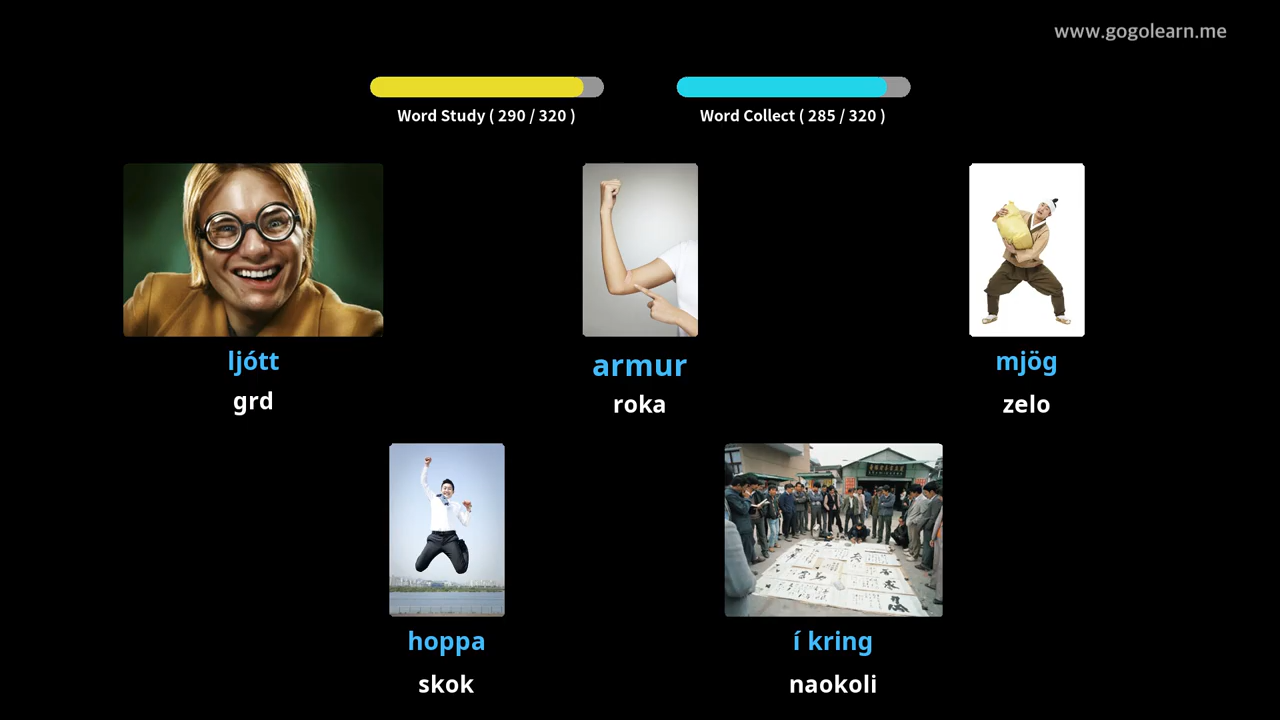 www.gogolearn.me
Word Study ( 290 / 320 )
Word Collect ( 285 / 320 )
ljótt
grd
armur
roka
mjög
zelo
hoppa
skok
í kring
naokoli